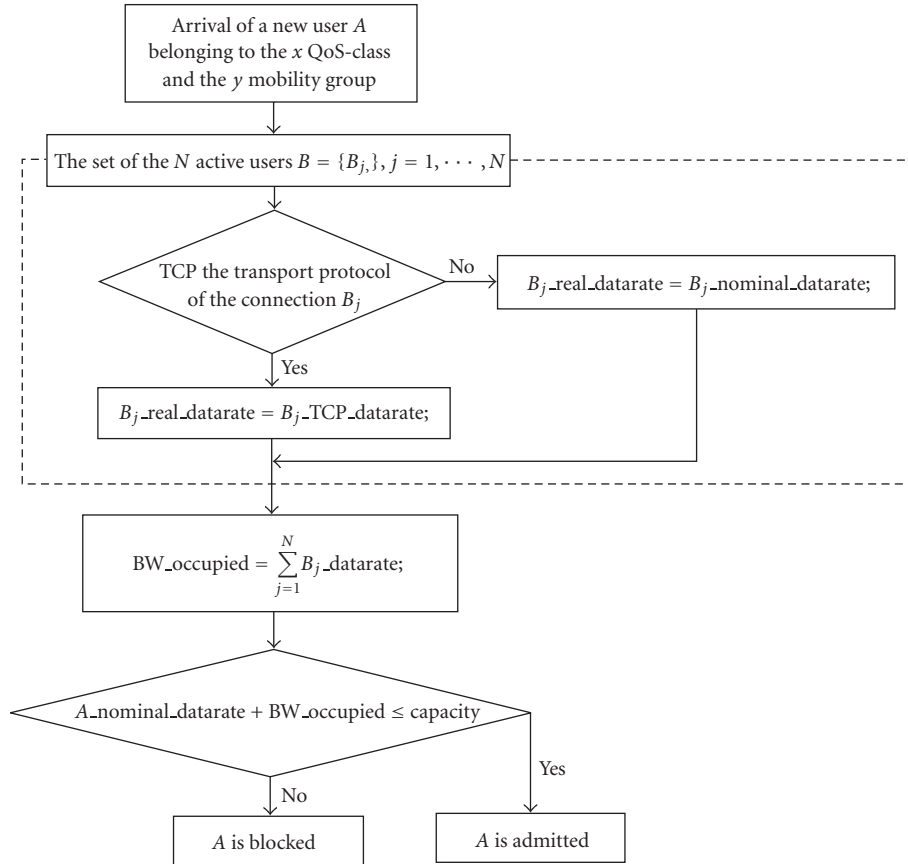 Arrival of a new user A
belonging to the x QoS-class
and the y mobility group
The set of the N active users B = {B_j,}, j = 1, · · · , N
TCP the transport protocol
of the connection B_j
No
B_j_real_datarate = B_j_nominal_datarate;
Yes
B_j_real_datarate = B_j_TCP_datarate;
BW_occupied = ∑_{j=1}^{N} B_j_datarate;
A_nominal_datarate + BW_occupied ≤ capacity
Yes
No
A is blocked
A is admitted